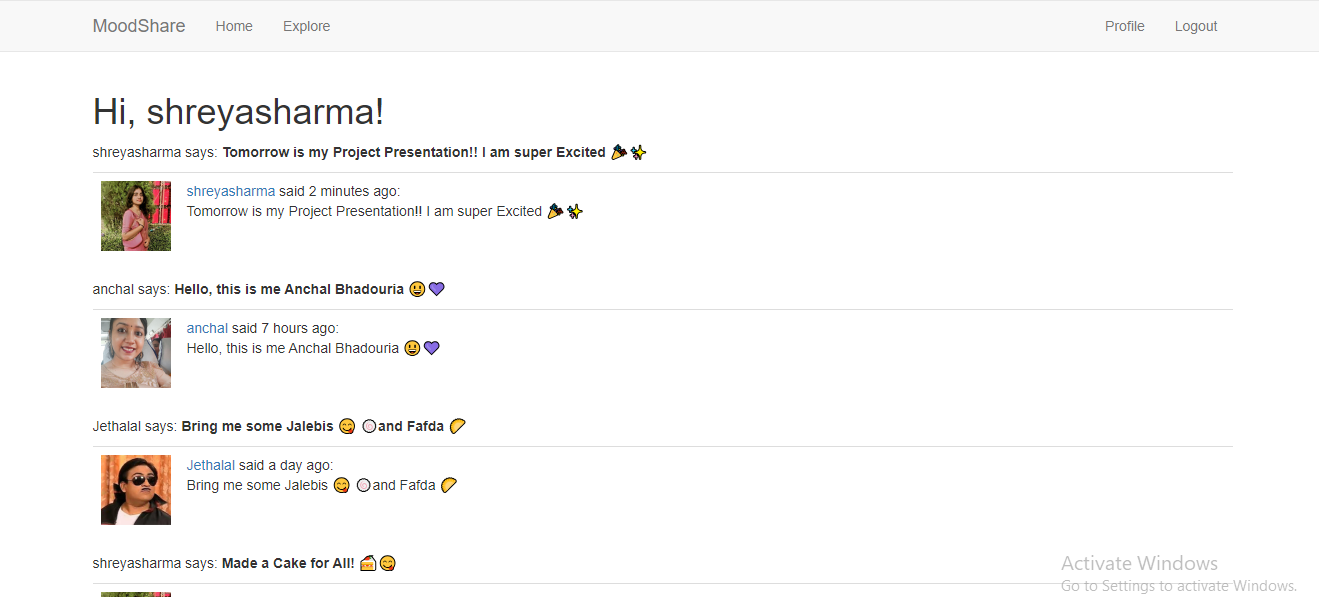 MoodShare Home Explore Profile Logout
Hi, shreyasharma!
shreyasharma says: Tomorrow is my Project Presentation!! I am super Excited 🎉✨
shreyasharma said 2 minutes ago:
Tomorrow is my Project Presentation!! I am super Excited 🎉✨
anchal says: Hello, this is me Anchal Bhadouria 😃💜
anchal said 7 hours ago:
Hello, this is me Anchal Bhadouria 😃💜
Jethalal says: Bring me some Jalebis 😋 🍥and Fafda 🌮
Jethalal said a day ago:
Bring me some Jalebis 😋 🍥and Fafda 🌮
shreyasharma says: Made a Cake for All! 🍰😋
Activate Windows
Go to Settings to activate Windows.